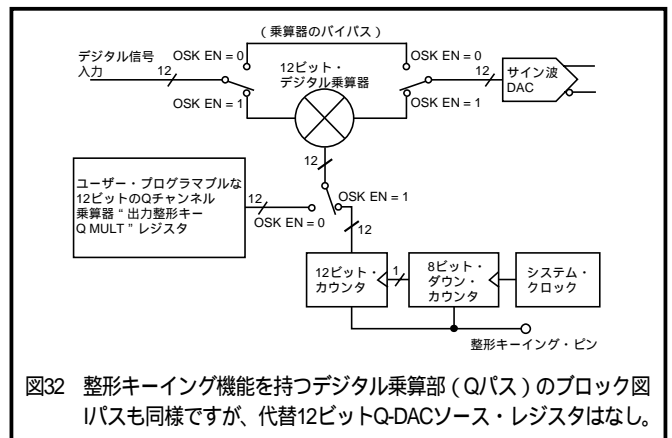 (乗算器のバイパス)
デジタル信号
入力
12
OSK EN = 0
OSK EN = 1
12ビット・
デジタル乗算器
OSK EN = 0
OSK EN = 1
12
サイン波
DAC
12
ユーザー・プログラマブルな
12ビットのQチャンネル
乗算器“出力整形キー
Q MULT”レジスタ
12
OSK EN = 0
OSK EN = 1
12
12ビット・
カウンタ
1
8ビット・
ダウン・
カウンタ
システム・
クロック
整形キーイング・ピン
図32 整形キーイング機能を持つデジタル乗算部(Qパス)のブロック図
Iパスも同様ですが、代替12ビットQ-DACソース・レジスタはなし。